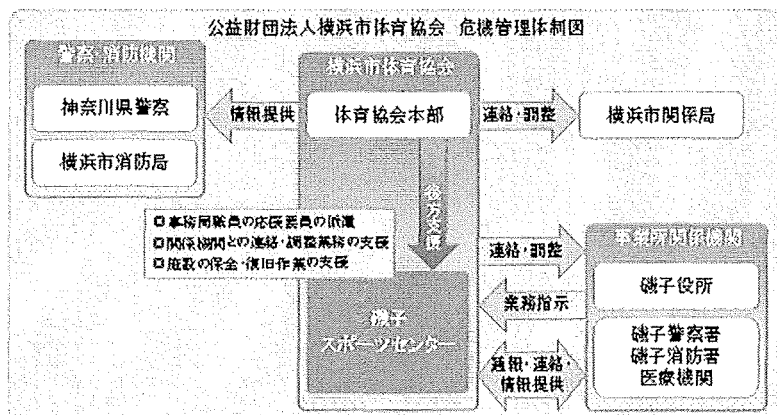 公益財団法人横浜市体育協会 危機管理体制図
警察・消防機関
神奈川県警察
横浜市消防局
情報提供
横浜市体育協会
体育協会本部
連絡・調整
横浜市関係局
後方支援
事務局職員の応援要員の派遣
関係機関との連絡・調整業務の支援
施設の保全・復旧作業の支援
磯子
スポーツセンター
連絡・調整
業務指示
通報・連絡・
情報提供
事業所関係機関
磯子役所
磯子警察署
磯子消防署
医療機関